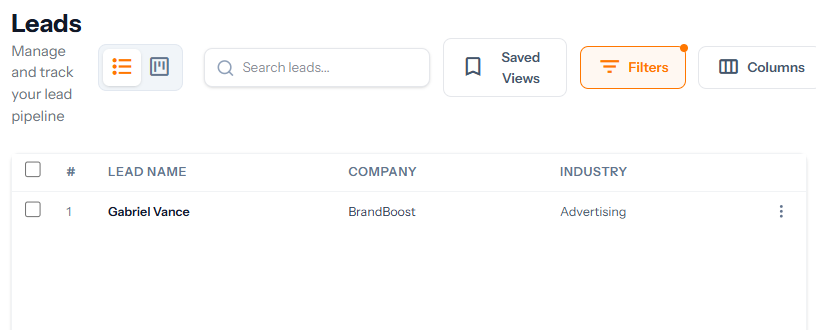 Leads
Manage
and track
your lead
pipeline
Search leads...
Saved
Views
Filters
Columns
# LEAD NAME COMPANY INDUSTRY
1 Gabriel Vance BrandBoost Advertising